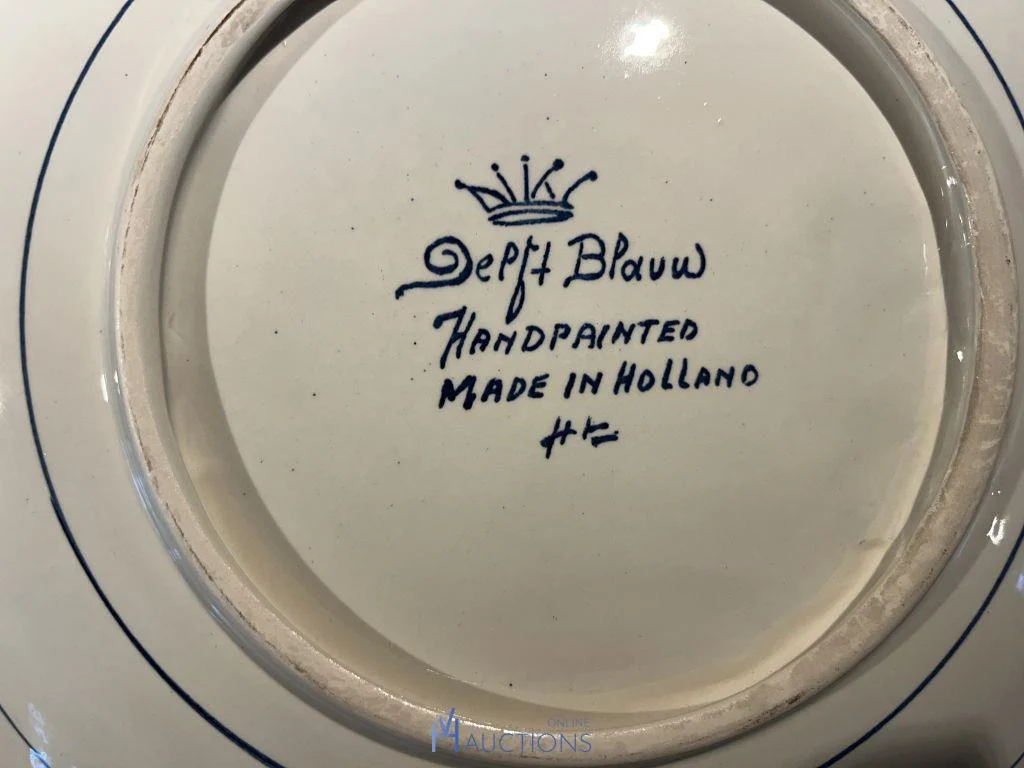 Delft Blauw
HANDPAINTED
MADE IN HOLLAND
ONLINE
AUCTIONS